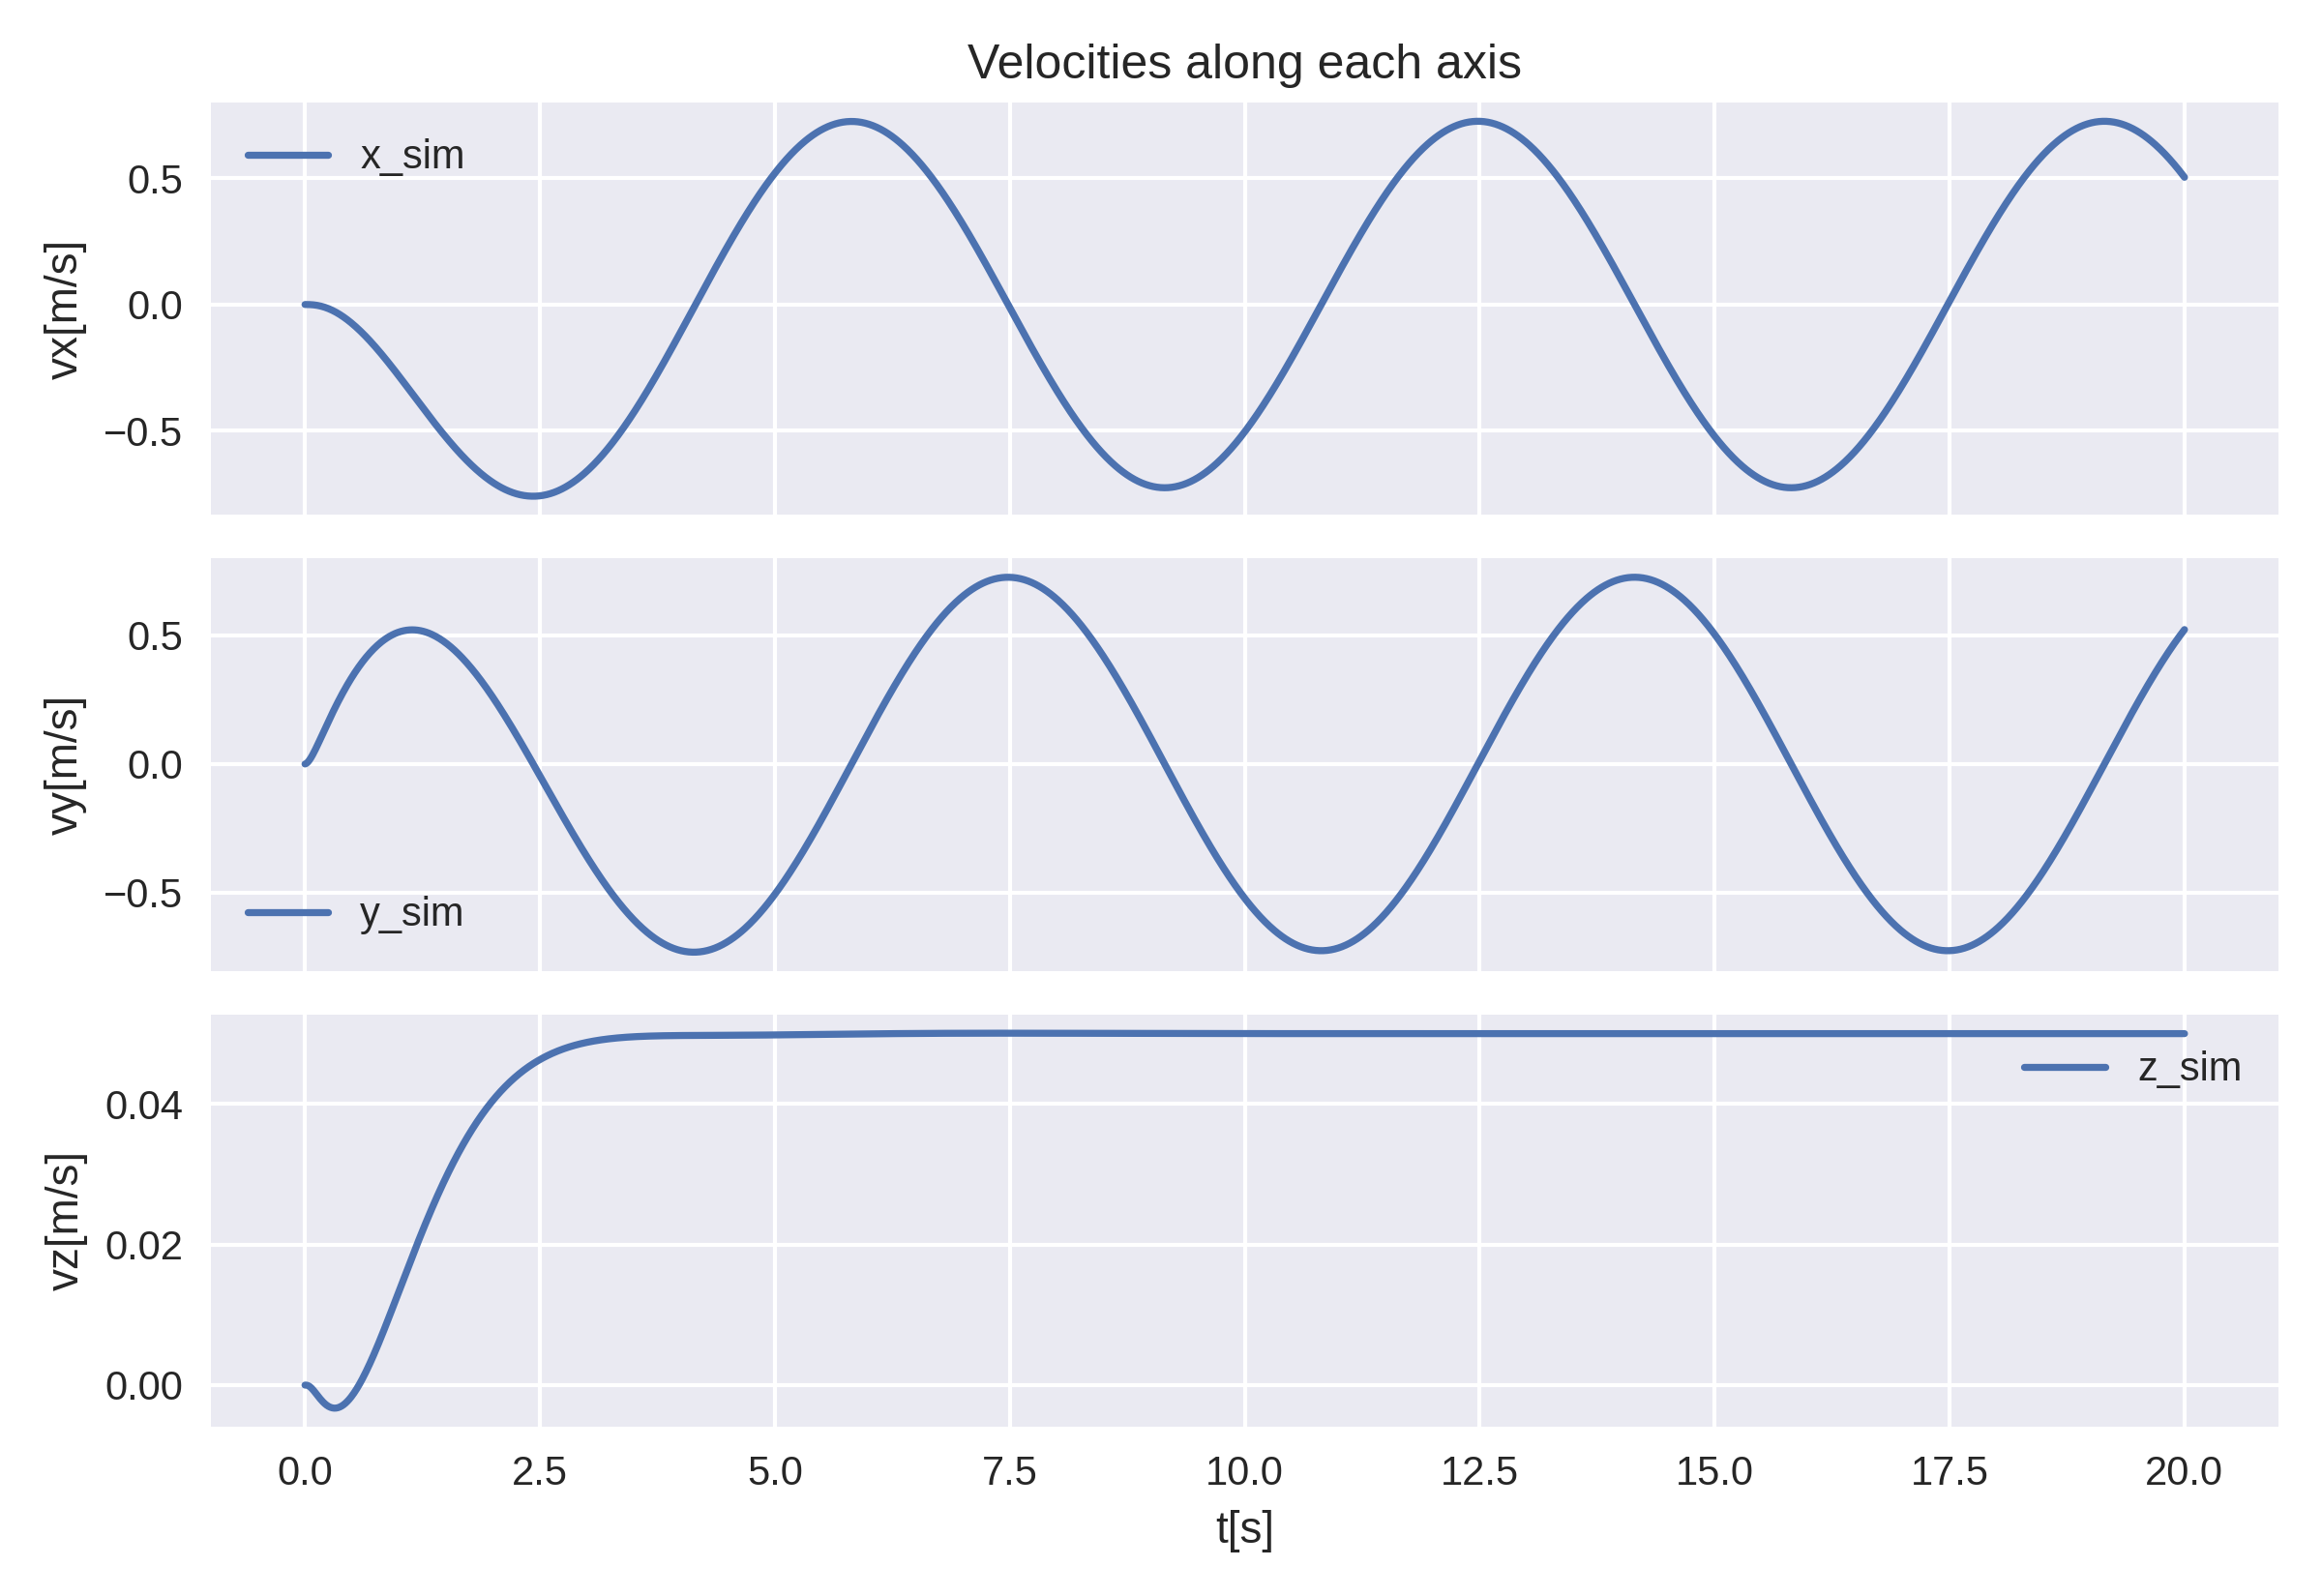 Velocities along each axis
x_sim
0.5
0.0
−0.5
vx[m/s]
0.5
0.0
−0.5
vy[m/s]
y_sim
z_sim
0.04
0.02
0.00
vz[m/s]
0.0 2.5 5.0 7.5 10.0 12.5 15.0 17.5 20.0
t[s]